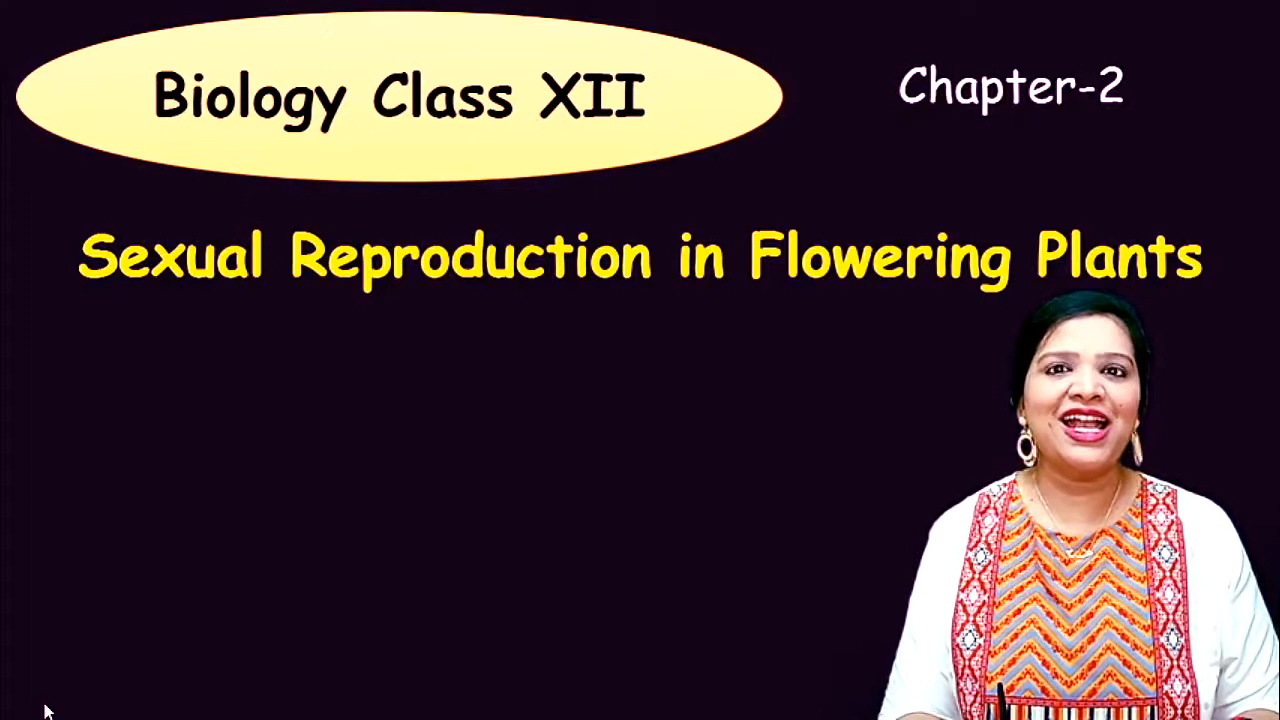 Biology Class XII
Chapter-2
Sexual Reproduction in Flowering Plants